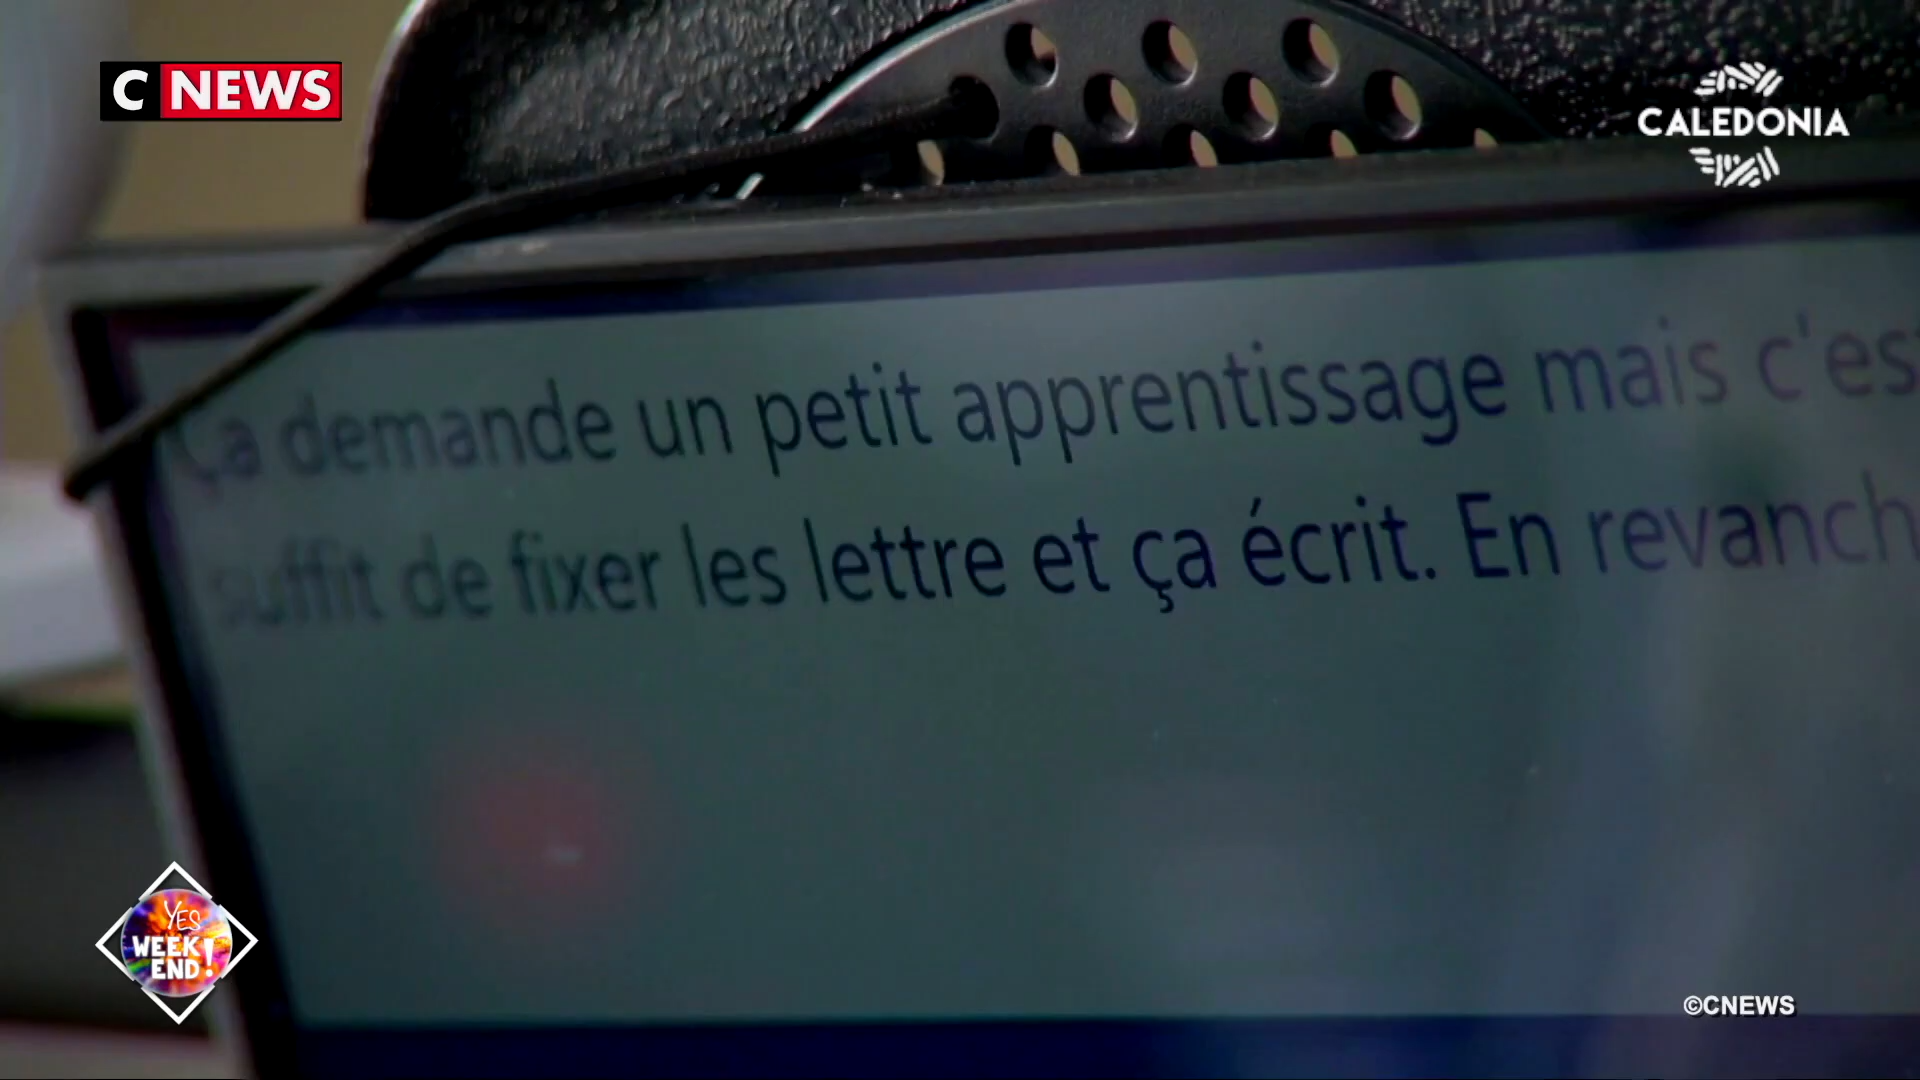 CNEWS
CALEDONIA
Ça demande un petit apprentissage mais c'es
suffit de fixer les lettre et ça écrit. En revanch
YES
WEEK
END!
©CNEWS